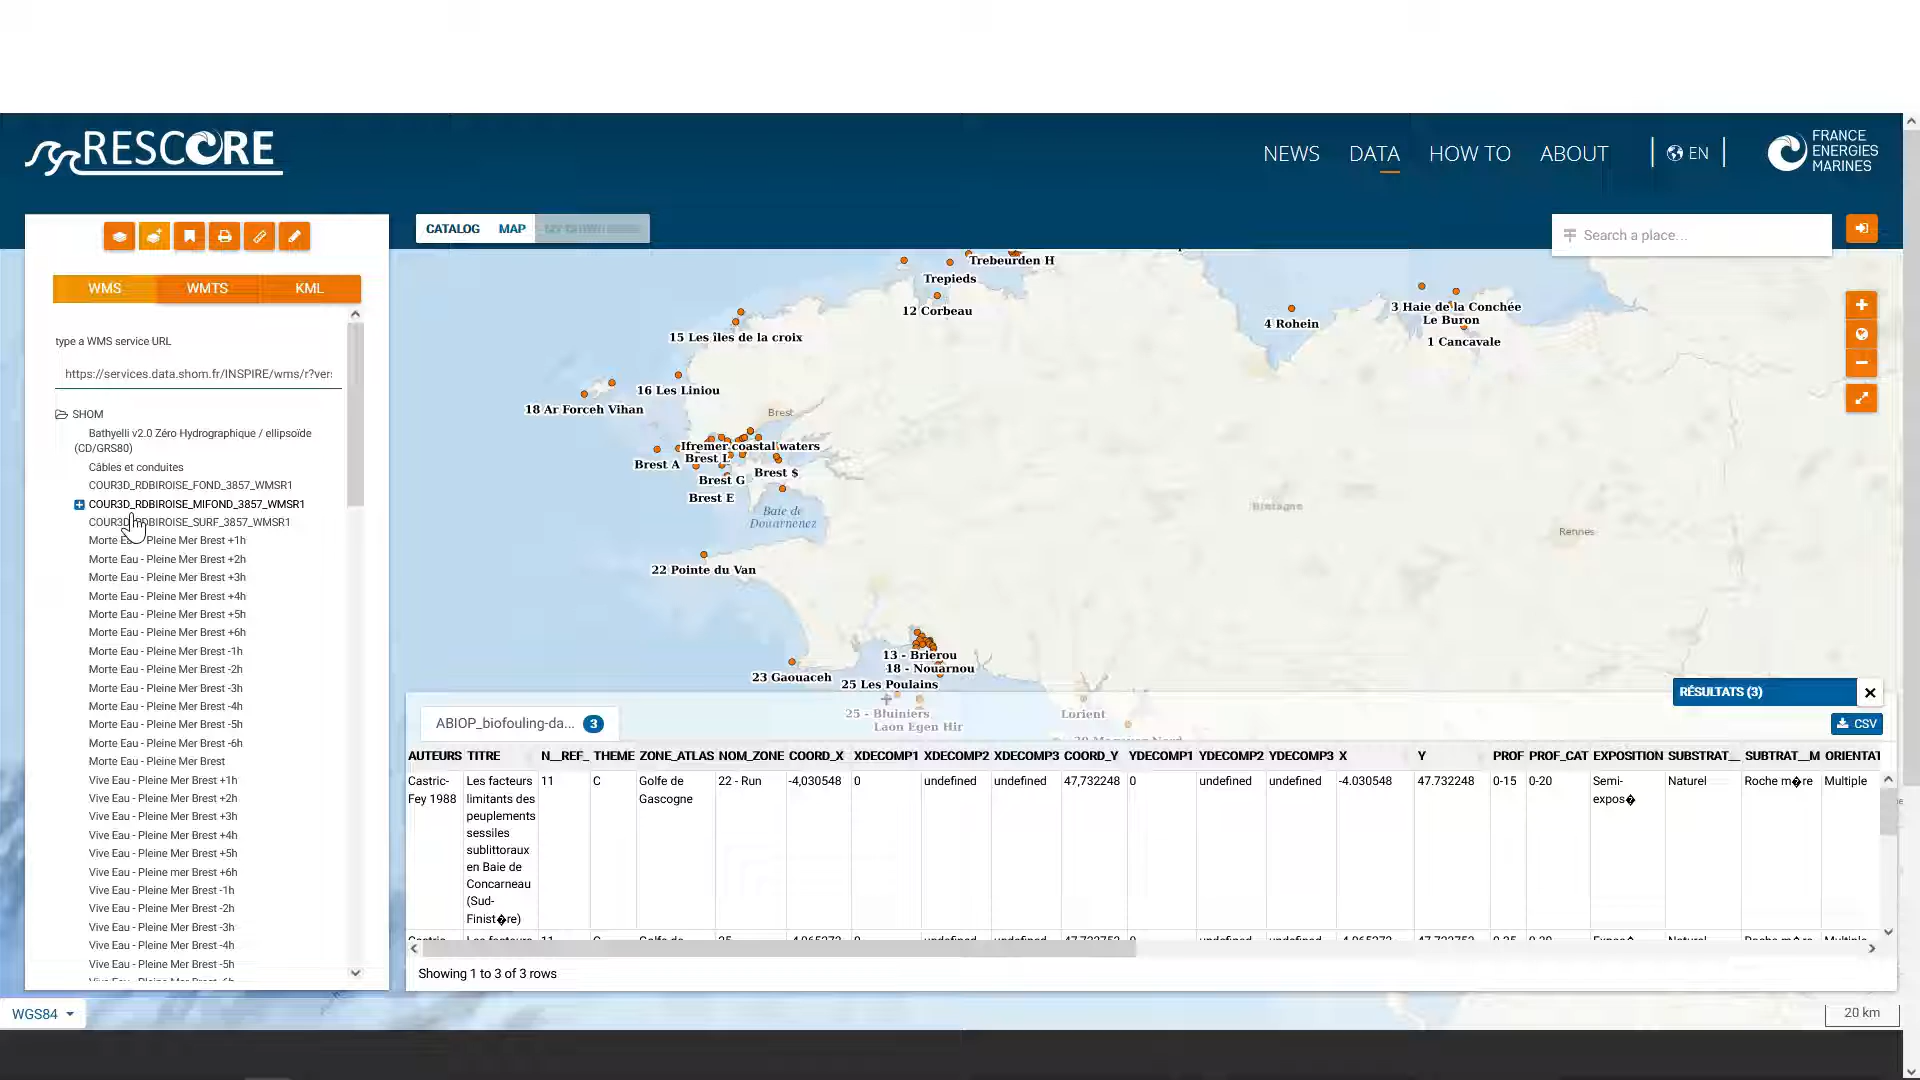 RESCORE
NEWS
DATA
HOW TO
ABOUT
EN
FRANCE
ENERGIES
MARINES
CATALOG
MAP
Search a place...
WMS
WMTS
KML
type a WMS service URL
https://services.data.shom.fr/INSPIRE/wms/r?ver
SHOM
Bathyelli v2.0 Zéro Hydrographique / ellipsoïde
(CD/GRS80)
Câbles et conduites
COUR3D_RDBIROISE_FOND_3857_WMSR1
COUR3D_RDBIROISE_MIFOND_3857_WMSR1
COUR3D_RDBIROISE_SURF_3857_WMSR1
Morte Eau - Pleine Mer Brest +1h
Morte Eau - Pleine Mer Brest +2h
Morte Eau - Pleine Mer Brest +3h
Morte Eau - Pleine Mer Brest +4h
Morte Eau - Pleine Mer Brest +5h
Morte Eau - Pleine Mer Brest +6h
Morte Eau - Pleine Mer Brest -1h
Morte Eau - Pleine Mer Brest -2h
Morte Eau - Pleine Mer Brest -3h
Morte Eau - Pleine Mer Brest -4h
Morte Eau - Pleine Mer Brest -5h
Morte Eau - Pleine Mer Brest -6h
Morte Eau - Pleine Mer Brest
Vive Eau - Pleine Mer Brest +1h
Vive Eau - Pleine Mer Brest +2h
Vive Eau - Pleine Mer Brest +3h
Vive Eau - Pleine Mer Brest +4h
Vive Eau - Pleine Mer Brest +5h
Vive Eau - Pleine mer Brest +6h
Vive Eau - Pleine Mer Brest -1h
Vive Eau - Pleine Mer Brest -2h
Vive Eau - Pleine Mer Brest -3h
Vive Eau - Pleine Mer Brest -4h
Vive Eau - Pleine Mer Brest -5h
Trebeurden H
Trepieds
12 Corbeau
15 Les îles de la croix
16 Les Liniou
18 Ar Forceh Vihan
4 Rohein
3 Haie de la Conchée
Le Buron
1 Cancavale
Brest
Ifremer coastal waters
Brest L
Brest A
Brest $
Brest G
Brest E
Baie de
Douarnenez
Bretagne
Rennes
22 Pointe du Van
13 - Brierou
18 - Nouarnou
23 Gaouaceh
25 Les Poulains
25 - Bluiniers
Laon Egen Hir
Lorient
RÉSULTATS (3)
CSV
ABIOP_biofouling-da... 3
AUTEURS TITRE N__REF_ THEME ZONE_ATLAS NOM_ZONE COORD_X XDECOMP1 XDECOMP2 XDECOMP3 COORD_Y YDECOMP1 YDECOMP2 YDECOMP3 X Y PROF PROF_CAT EXPOSITION SUBSTRAT__ SUBTRAT__M ORIENTAT
Castric-Fey 1988 Les facteurs limitants des peuplements sessiles sublittoraux en Baie de Concarneau (Sud-Finist�re) 11 C Golfe de Gascogne 22 - Run -4,030548 0 undefined undefined 47,732248 0 undefined undefined -4.030548 47.732248 0-15 0-20 Semi-expos� Naturel Roche m�re Multiple
Showing 1 to 3 of 3 rows
WGS84
20 km